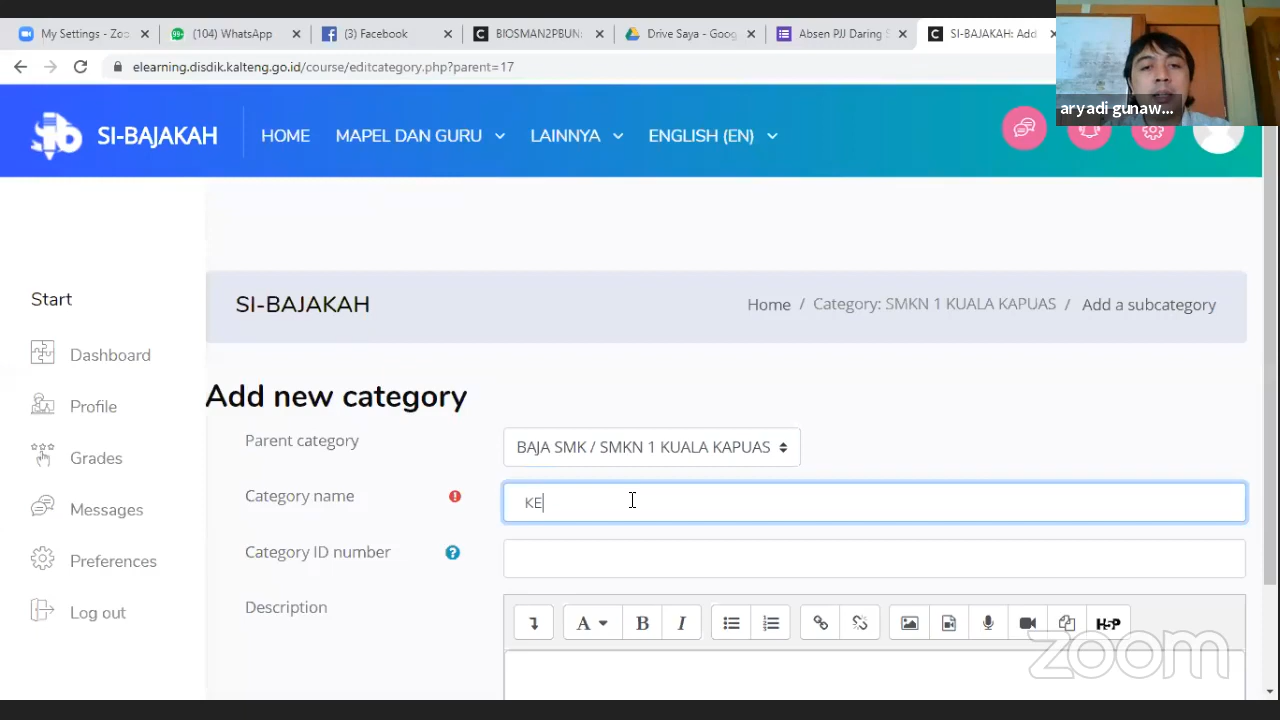 My Settings - Zoo
(104) WhatsApp
(3) Facebook
BIOSMAN2PBUN:
Drive Saya - Goog
Absen PJJ Daring S
SI-BAJAKAH: Add
elearning.disdik.kalteng.go.id/course/editcategory.php?parent=17
aryadi gunaw...
SI-BAJAKAH
HOME
MAPEL DAN GURU
LAINNYA
ENGLISH (EN)
Start
Dashboard
Profile
Grades
Messages
Preferences
Log out
SI-BAJAKAH
Home / Category: SMKN 1 KUALA KAPUAS / Add a subcategory
Add new category
Parent category
BAJA SMK / SMKN 1 KUALA KAPUAS
Category name
KE
Category ID number
Description
A B I
H5P
zoom